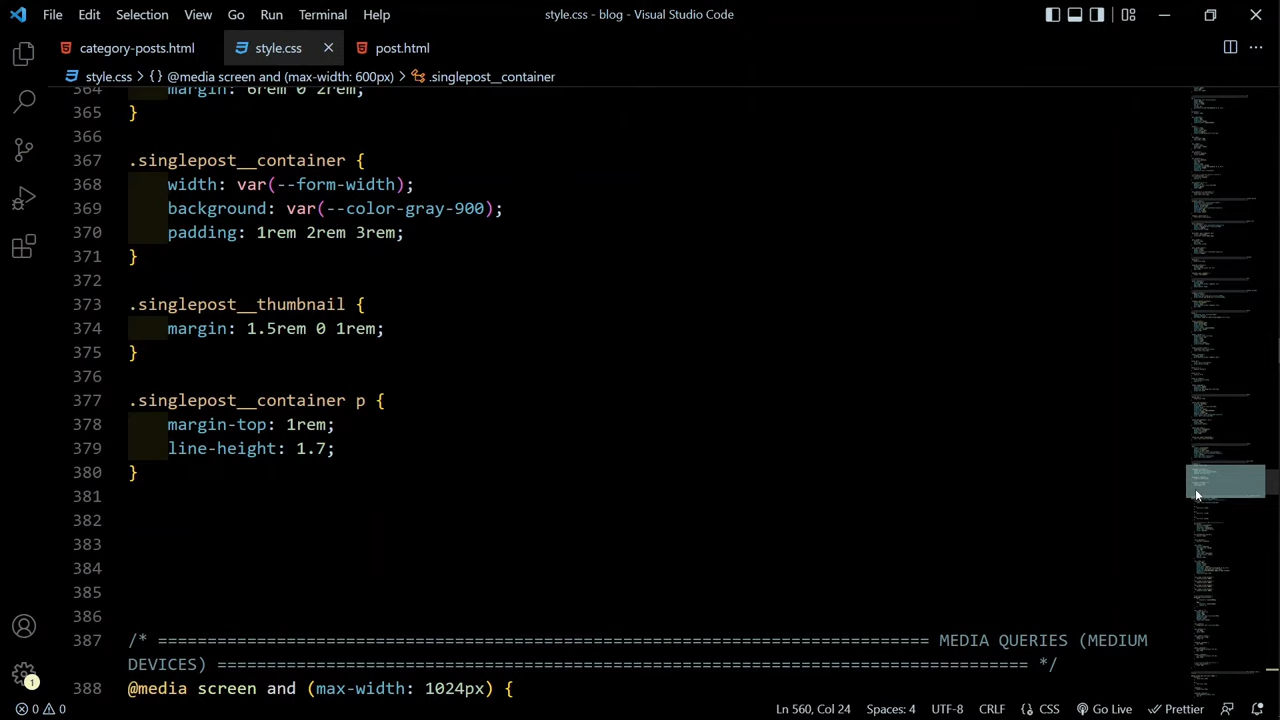 File Edit Selection View Go Run Terminal Help style.css - blog - Visual Studio Code
category-posts.html style.css post.html
style.css > {} @media screen and (max-width: 600px) > .singlepost__container
364 margin: 6rem 0 2rem;
365 }
366
367 .singlepost__container {
368 width: var(--form-width);
369 background: var(--color-gray-900);
370 padding: 1rem 2rem 3rem;
371 }
372
373 .singlepost__thumbnail {
374 margin: 1.5rem 0 1rem;
375 }
376
377 .singlepost__container p {
378 margin-top: 1rem;
379 line-height: 1.7;
380 }
381
382
383
384
385
386
387 /* =============================================================================== MEDIA QUERIES (MEDIUM
DEVICES) =================================================================================== */
388 @media screen and (max-width: 1024px) {
1
0 0 Ln 560, Col 24 Spaces: 4 UTF-8 CRLF {} CSS Go Live Prettier